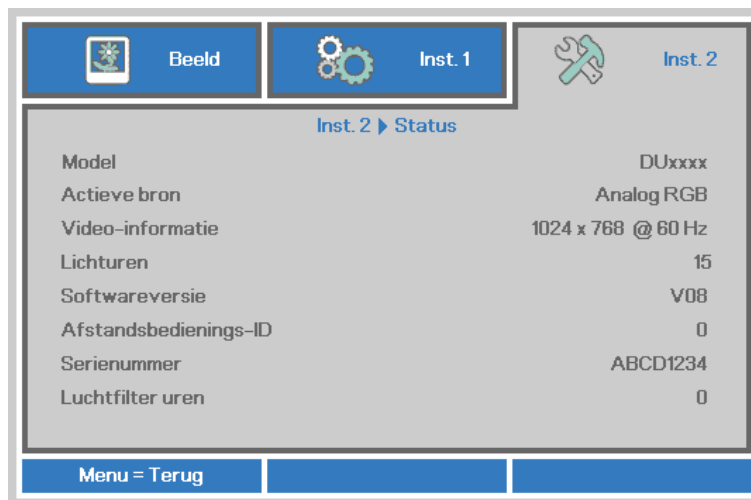 Beeld Inst. 1 Inst. 2
Inst. 2 ▶ Status
Model DUxxxx
Actieve bron Analog RGB
Video-informatie 1024 x 768 @ 60 Hz
Lichturen 15
Softwareversie V08
Afstandsbedienings-ID 0
Serienummer ABCD1234
Luchtfilter uren 0
Menu = Terug